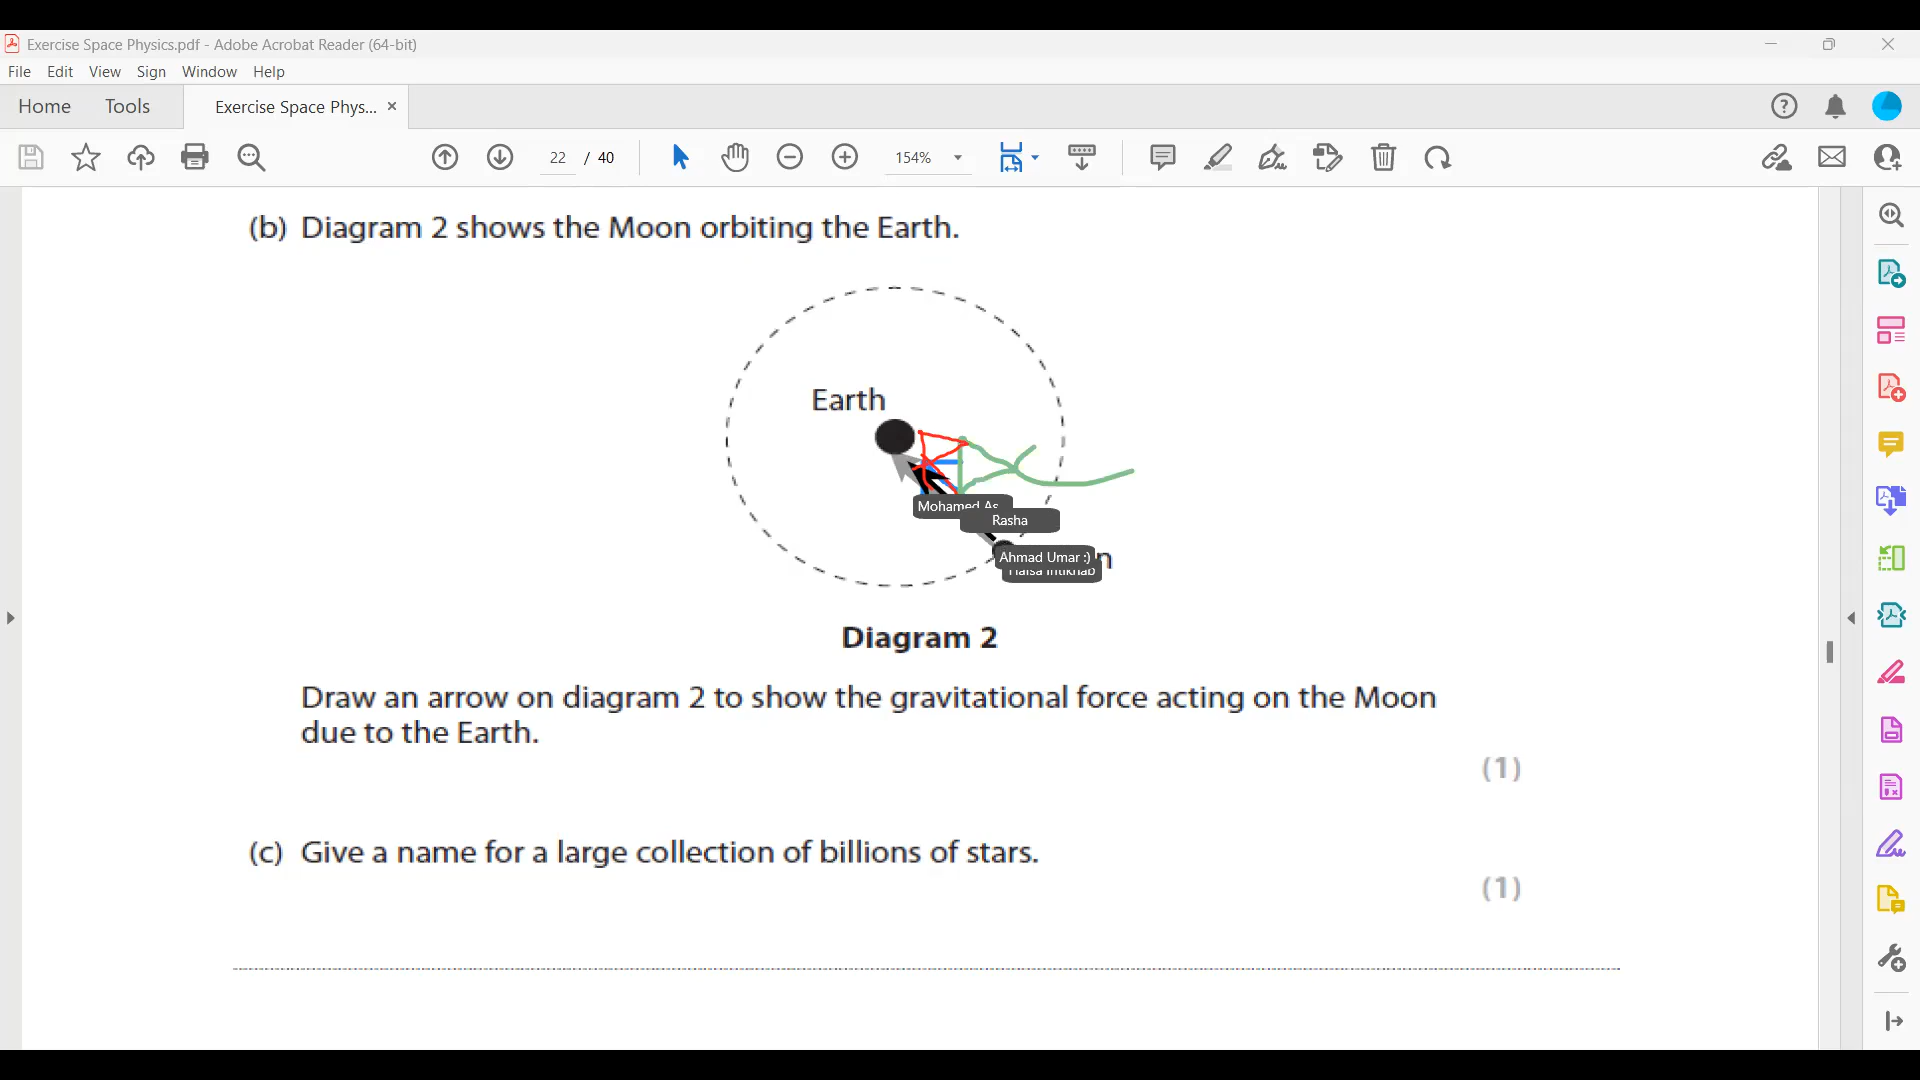 Exercise Space Physics.pdf - Adobe Acrobat Reader (64-bit)
File Edit View Sign Window Help
Home Tools Exercise Space Phys...
22 / 40 154%
(b) Diagram 2 shows the Moon orbiting the Earth.
Earth
Mohamed As
Rasha
Ahmad Umar :)
n
Diagram 2
Draw an arrow on diagram 2 to show the gravitational force acting on the Moon
due to the Earth.
(1)
(c) Give a name for a large collection of billions of stars.
(1)